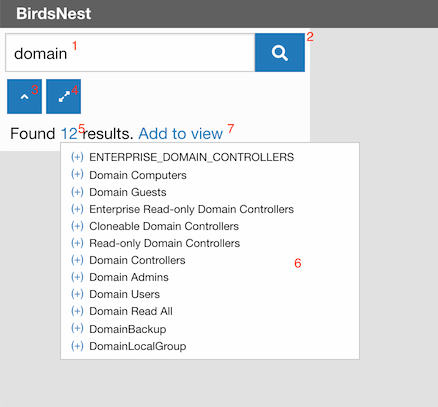 BirdsNest
domain 1
2
3 4
5
Found 12 results. Add to view 7
(+) ENTERPRISE_DOMAIN_CONTROLLERS
(+) Domain Computers
(+) Domain Guests
(+) Enterprise Read-only Domain Controllers
(+) Cloneable Domain Controllers
(+) Read-only Domain Controllers
(+) Domain Controllers 6
(+) Domain Admins
(+) Domain Users
(+) Domain Read All
(+) DomainBackup
(+) DomainLocalGroup